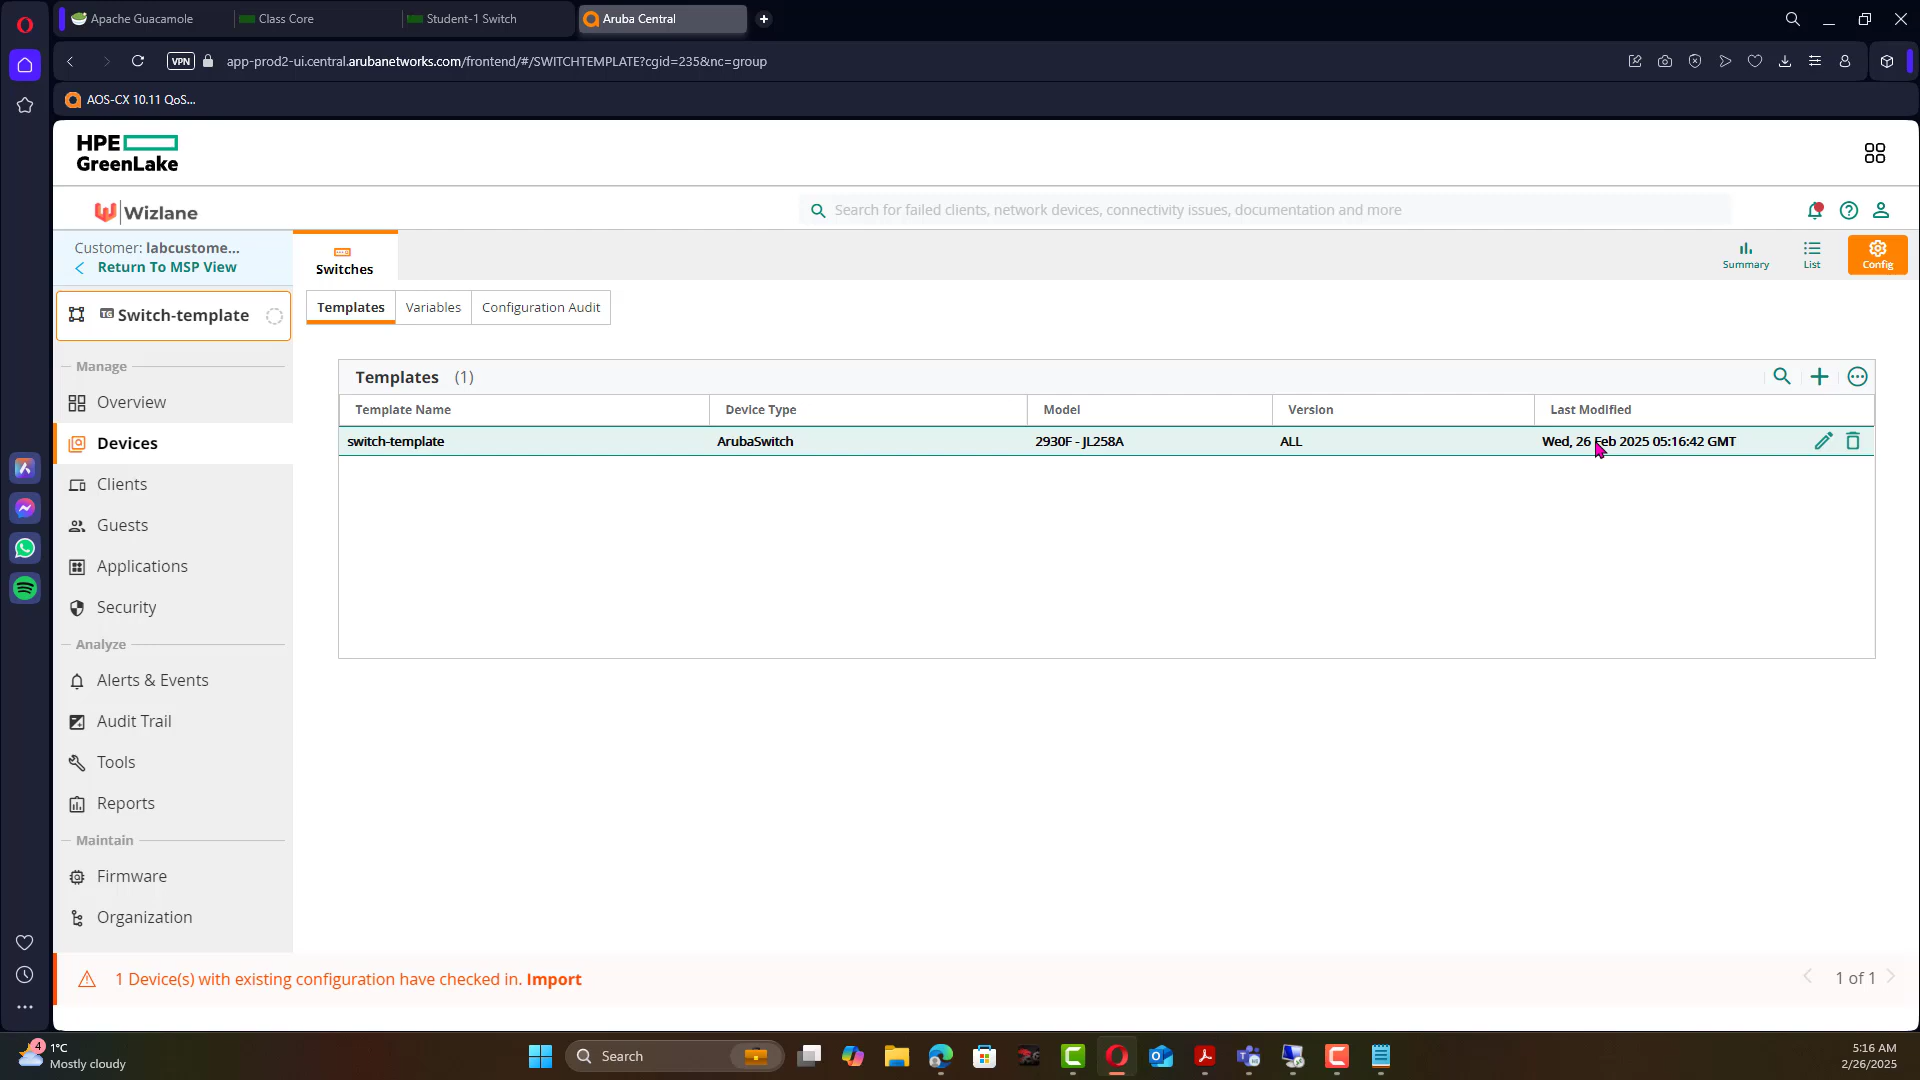 Apache Guacamole
Class Core
Student-1 Switch
Aruba Central
VPN
app-prod2-ui.central.arubanetworks.com/frontend/#/SWITCHTEMPLATE?cgid=235&nc=group
AOS-CX 10.11 QoS...
HPE
GreenLake
Wizlane
Search for failed clients, network devices, connectivity issues, documentation and more
Customer: labcustome...
Return To MSP View
Switches
Summary
List
Config
TG Switch-template
Templates
Variables
Configuration Audit
Manage
Overview
Devices
Clients
Guests
Applications
Security
Analyze
Alerts & Events
Audit Trail
Tools
Reports
Maintain
Firmware
Organization
Templates (1)
Template Name Device Type Model Version Last Modified
switch-template ArubaSwitch 2930F - JL258A ALL Wed, 26 Feb 2025 05:16:42 GMT
1 Device(s) with existing configuration have checked in. Import
1 of 1
4
1°C
Mostly cloudy
Search
5:16 AM
2/26/2025